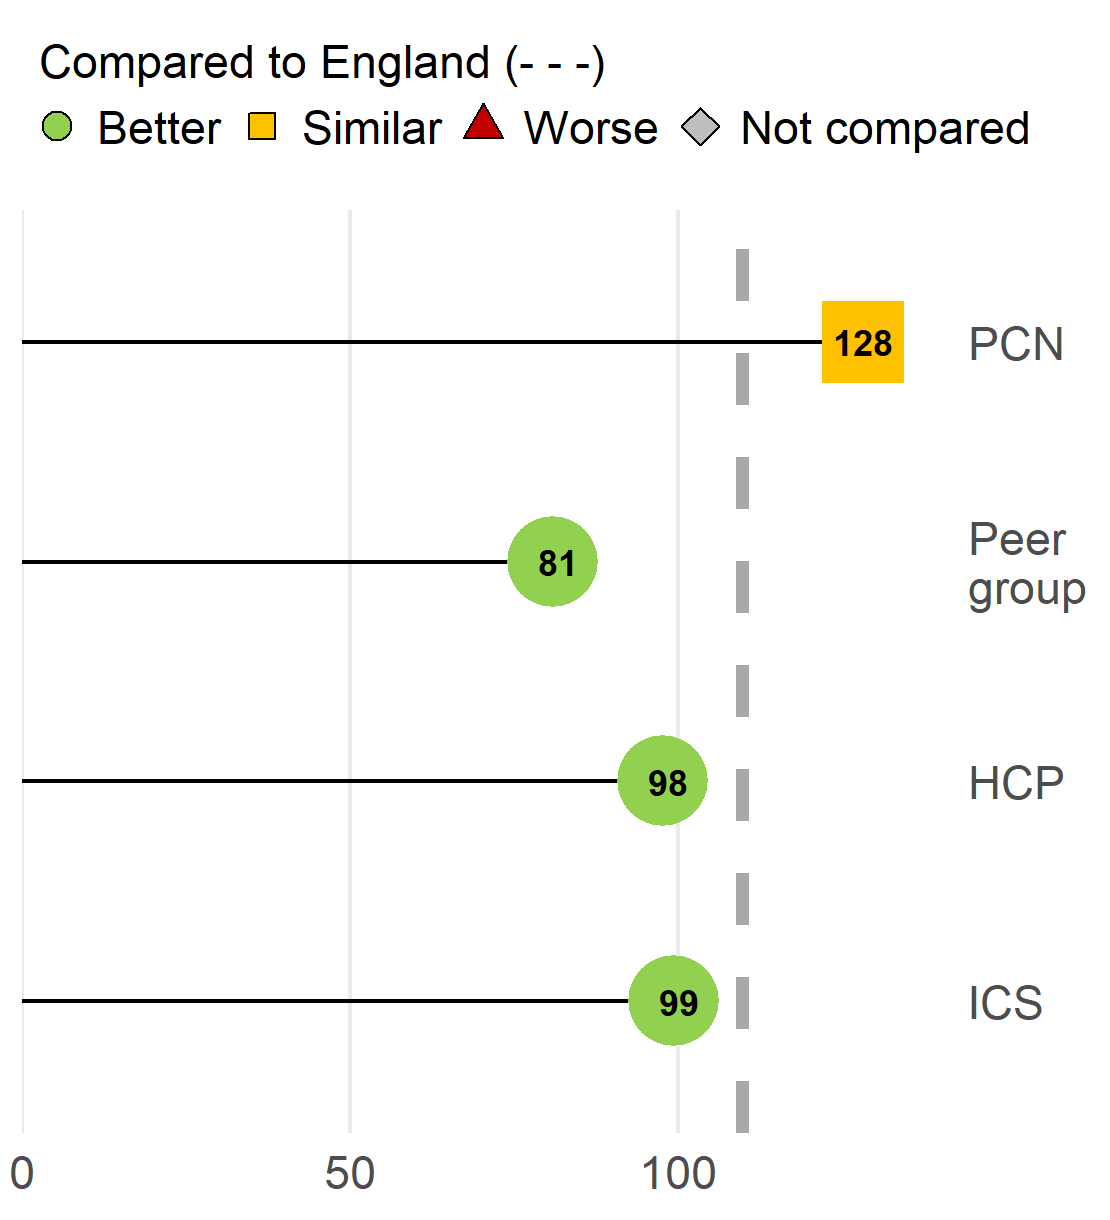 Compared to England (- - -)
Better Similar Worse Not compared
128 PCN
81 Peer
group
98 HCP
99 ICS
0 50 100